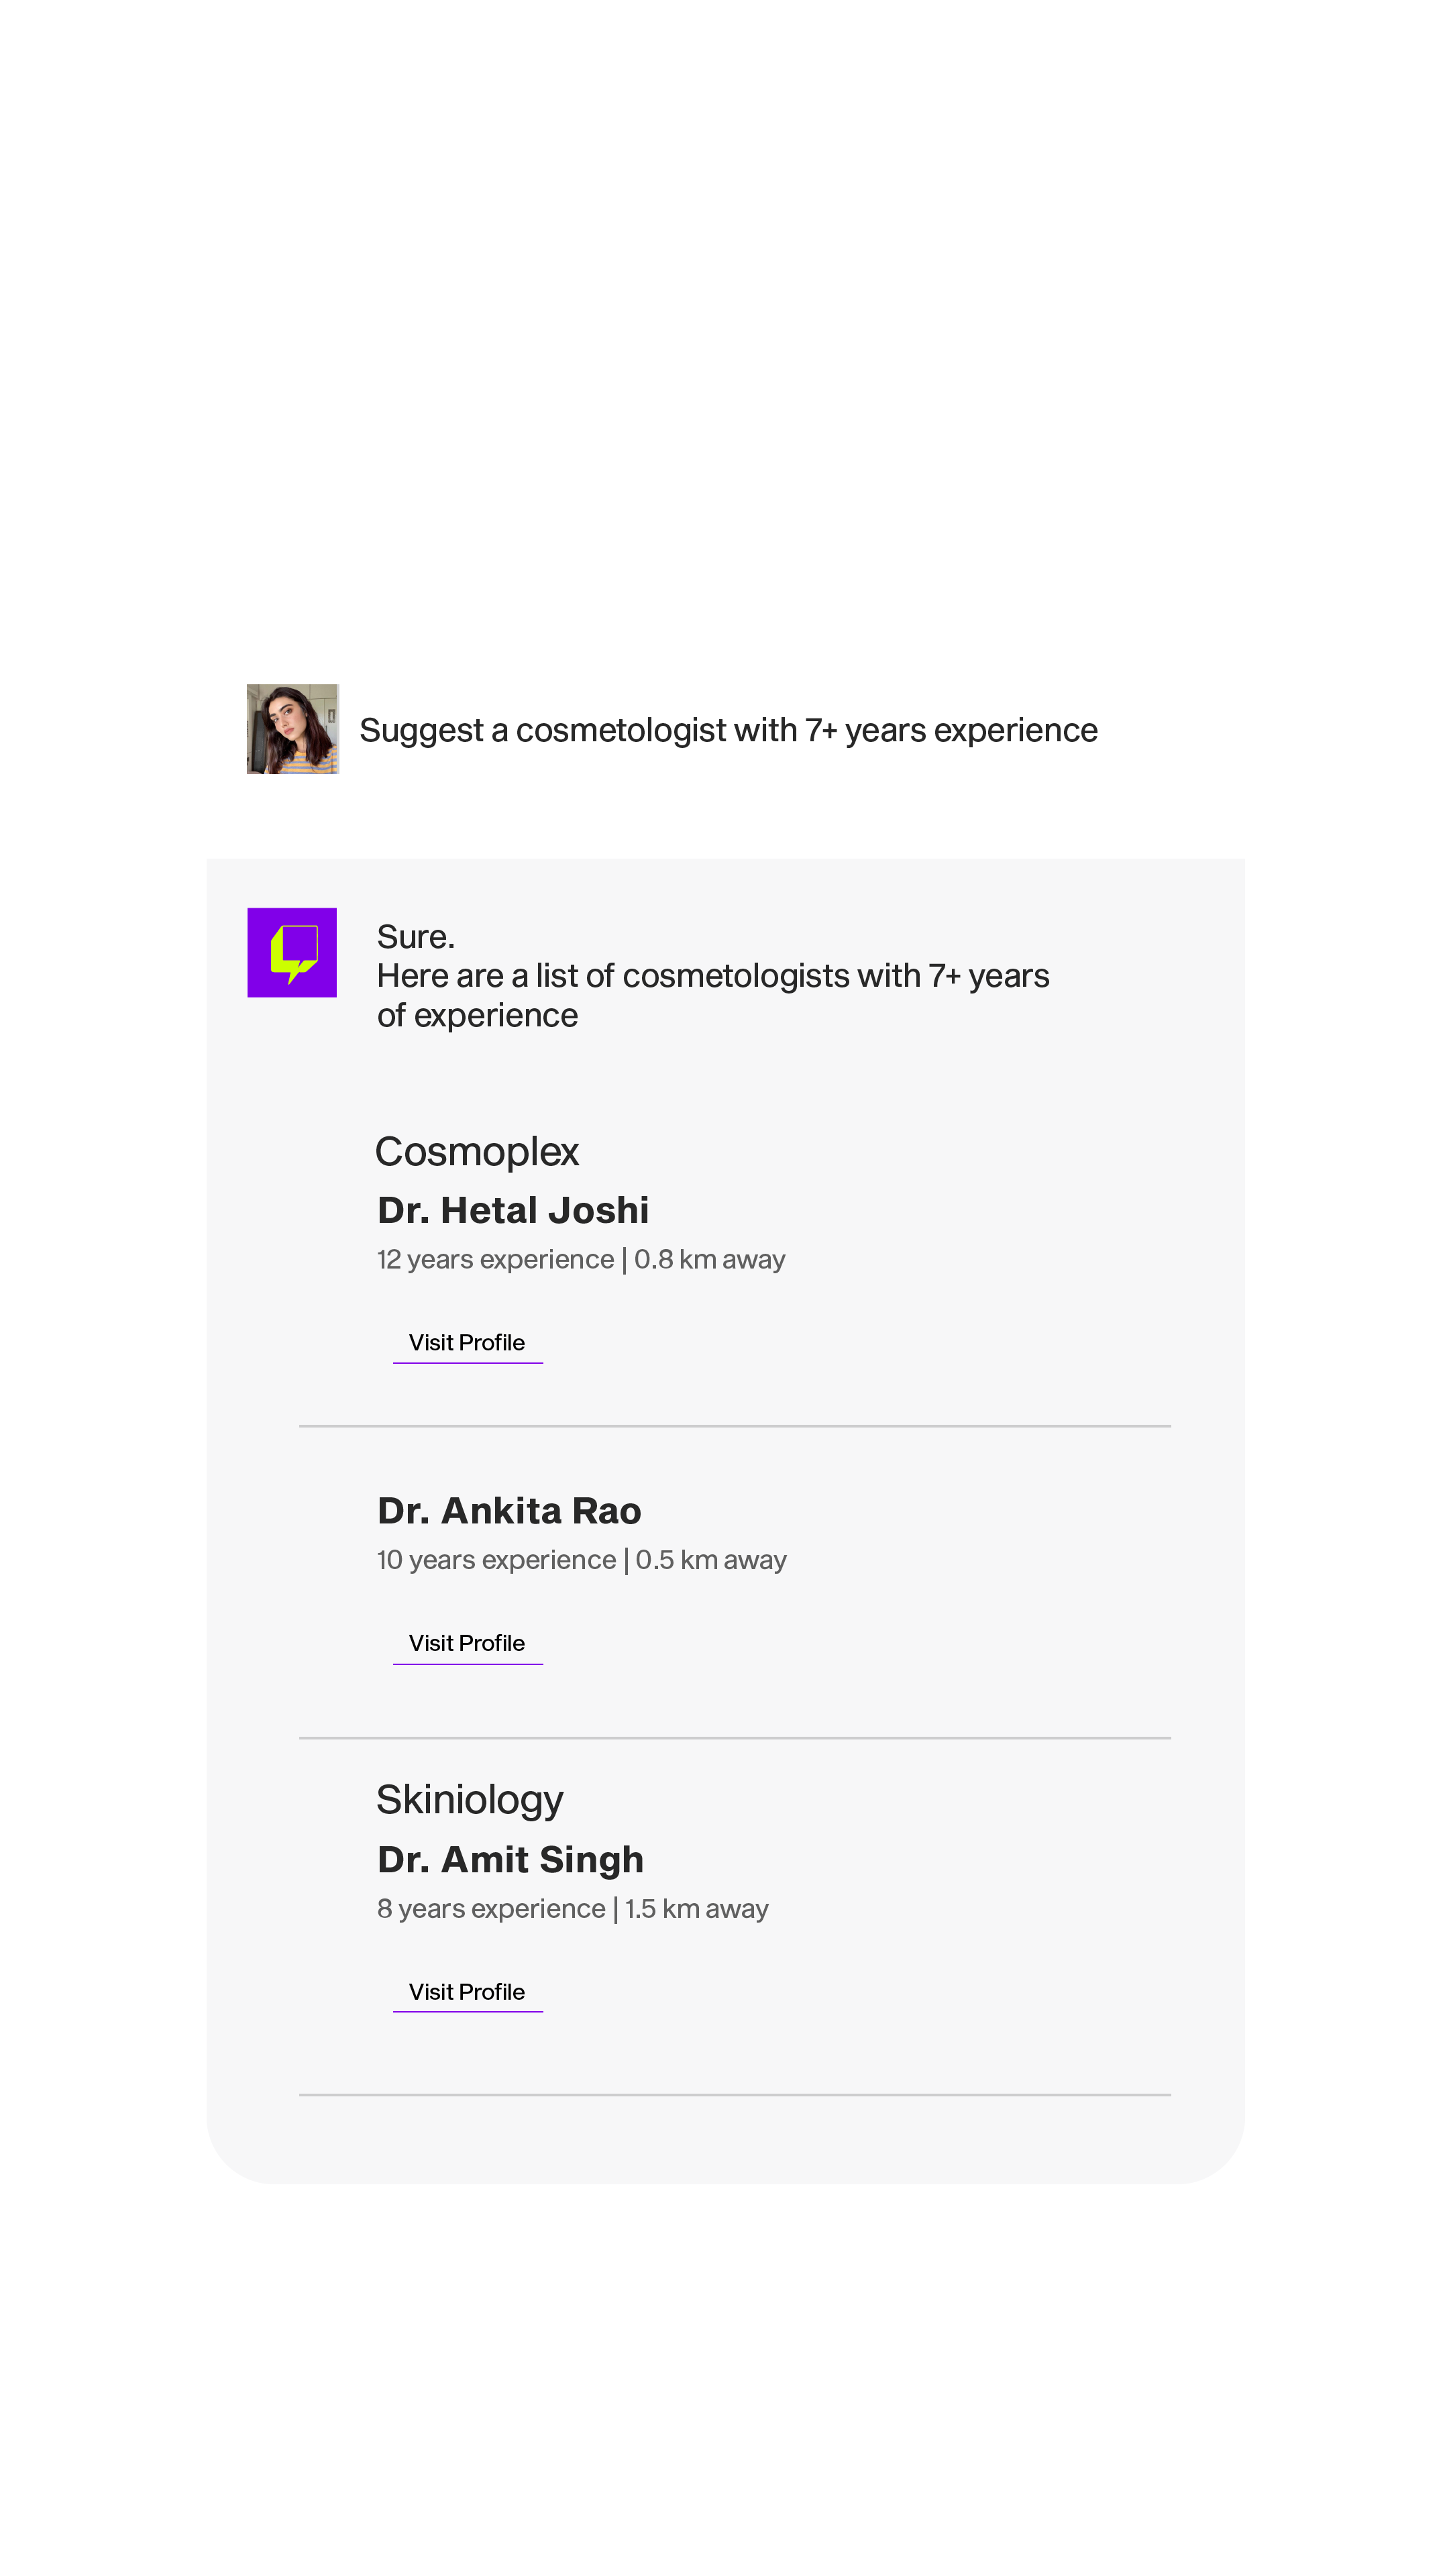 Suggest a cosmetologist with 7+ years experience
Sure.
Here are a list of cosmetologists with 7+ years
of experience
Cosmoplex
Dr. Hetal Joshi
12 years experience | 0.8 km away
Visit Profile
Dr. Ankita Rao
10 years experience | 0.5 km away
Visit Profile
Skiniology
Dr. Amit Singh
8 years experience | 1.5 km away
Visit Profile